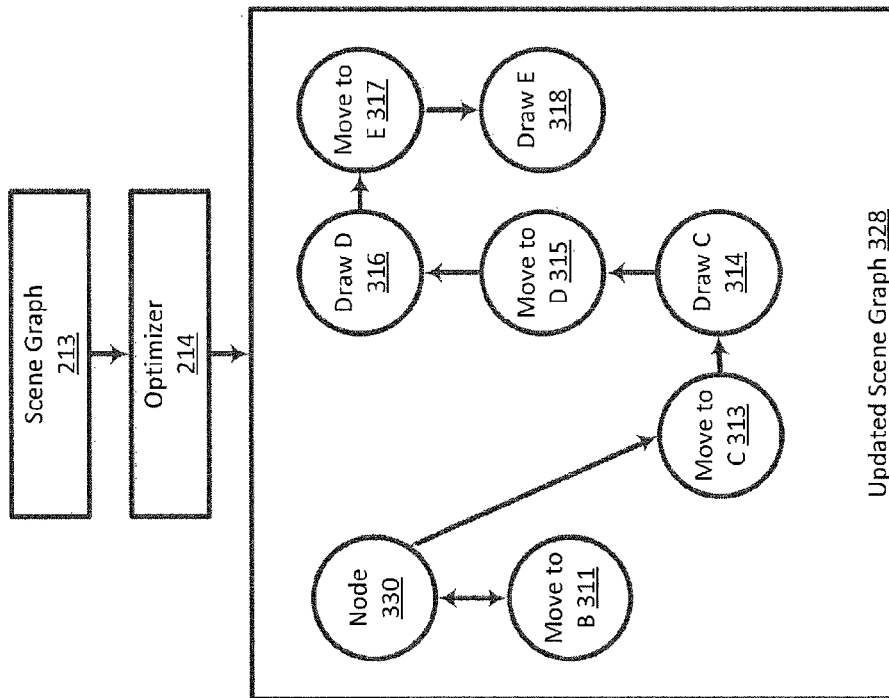 Scene Graph
213
Optimizer
214
Node
330
Move to
B 311
Move to
C 313
Draw C
314
Move to
D 315
Draw D
316
Move to
E 317
Draw E
318
Updated Scene Graph 328